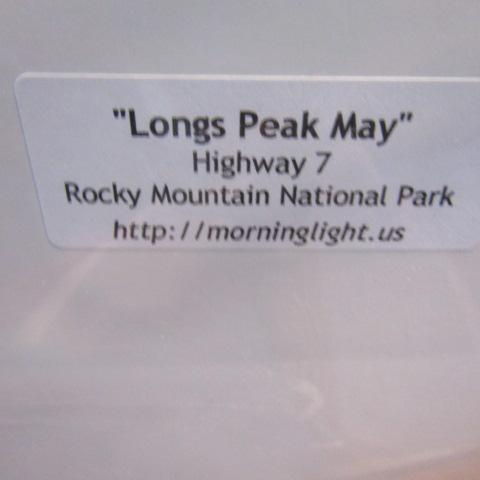 "Longs Peak May"
Highway 7
Rocky Mountain National Park
http://morninglight.us